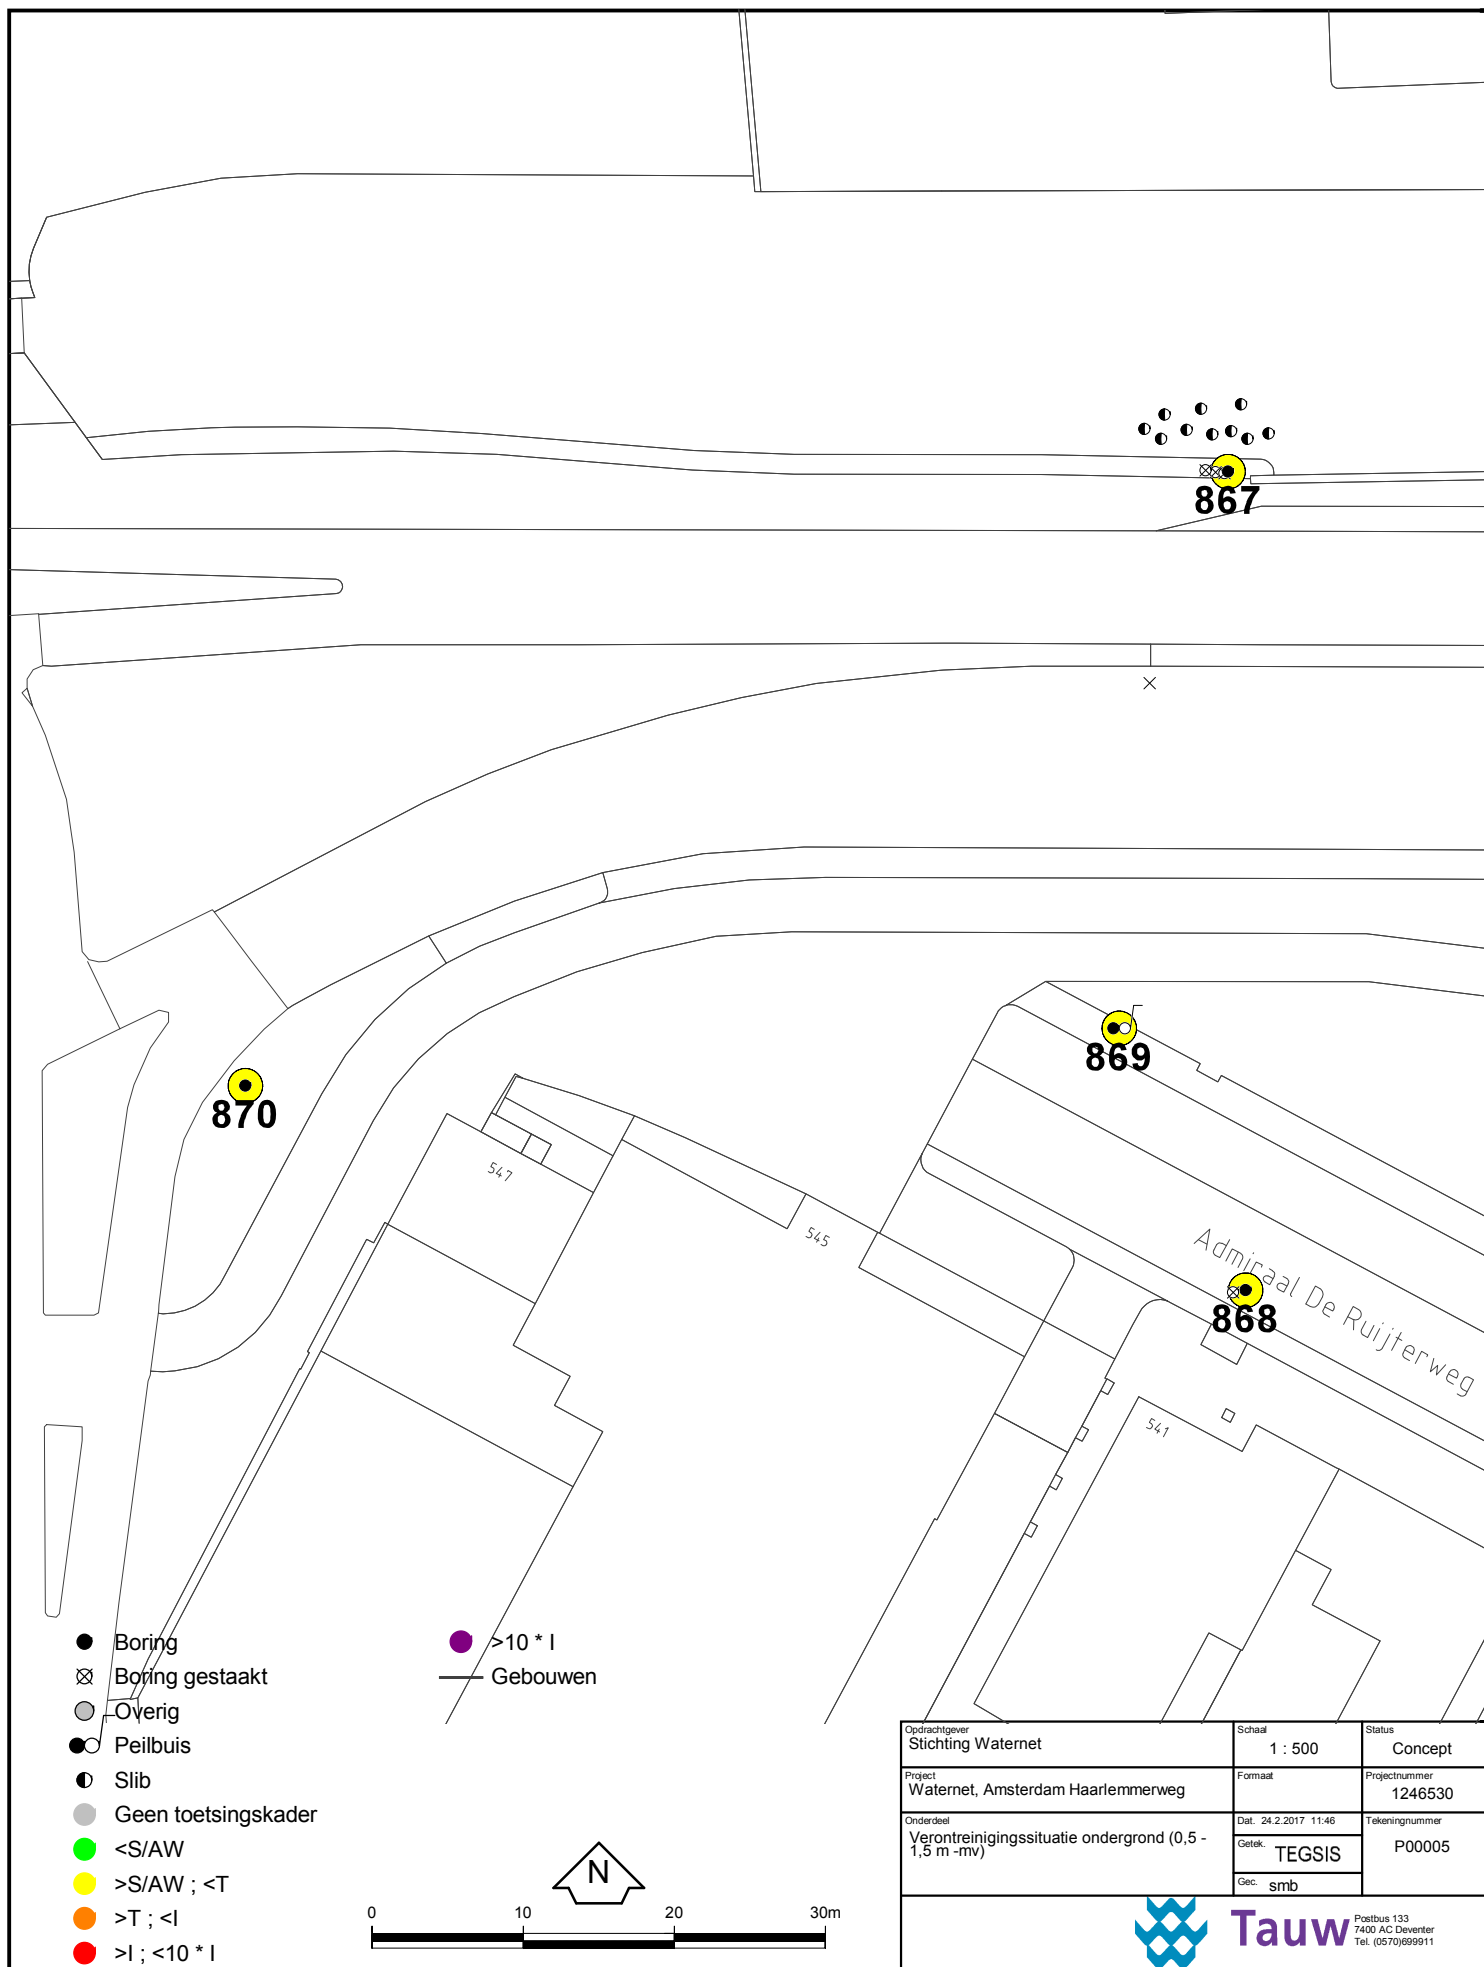 867
869
870
547
545
Admiraal De Ruijterweg
868
541
Boring
Boring gestaakt
Overig
Peilbuis
Slib
Geen toetsingskader
<S/AW
>S/AW ; <T
>T ; <I
>I ; <10 * I
>10 * I
Gebouwen
N
0 10 20 30m
Opdrachtgever
Stichting Waternet
Schaal
1 : 500
Status
Concept
Project
Waternet, Amsterdam Haarlemmerweg
Formaat
Projectnummer
1246530
Onderdeel
Verontreinigingssituatie ondergrond (0,5 -
1,5 m -mv)
Dat. 24.2.2017 11:46
Getek. TEGSIS
Gec. smb
Tekeningnummer
P00005
Tauw
Postbus 133
7400 AC Deventer
Tel. (0570)699911